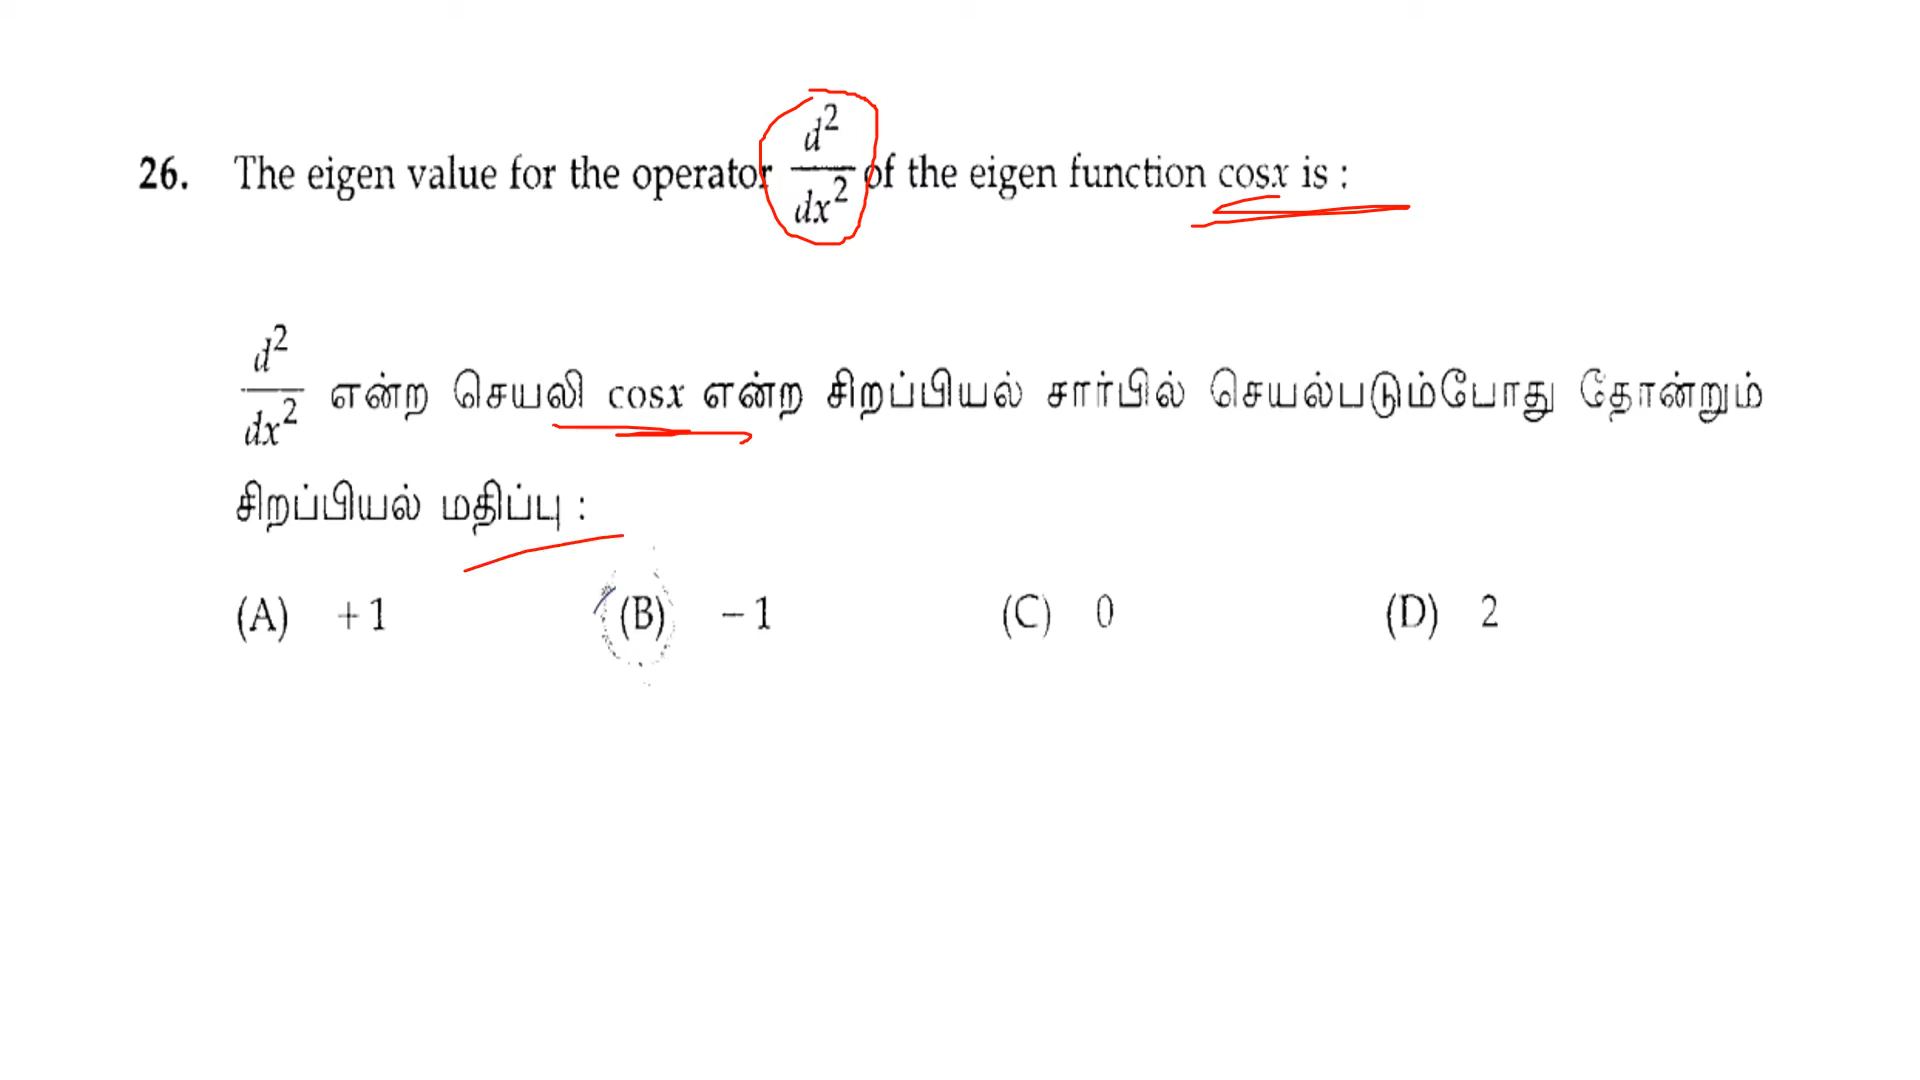 26. The eigen value for the operator d²/dx² of the eigen function cosx is :
d²/dx² என்ற செயலி cosx என்ற சிறப்பியல் சார்பில் செயல்படும்போது தோன்றும்
சிறப்பியல் மதிப்பு :
(A) +1 (B) −1 (C) 0 (D) 2